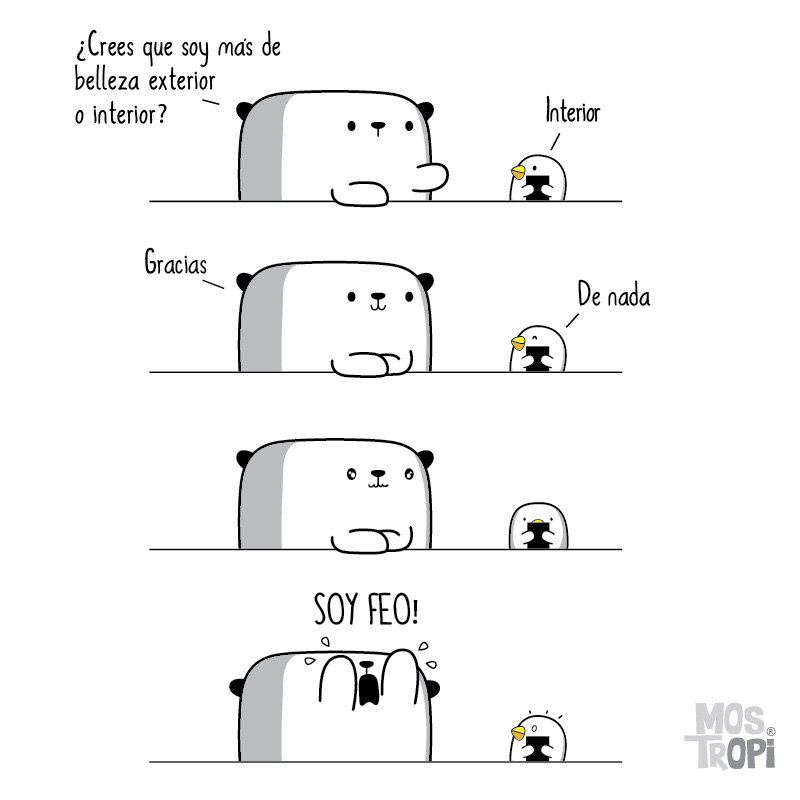 ¿Crees que soy más de
belleza exterior
o interior?
Interior
Gracias
De nada
SOY FEO!
MOS
TROPI®